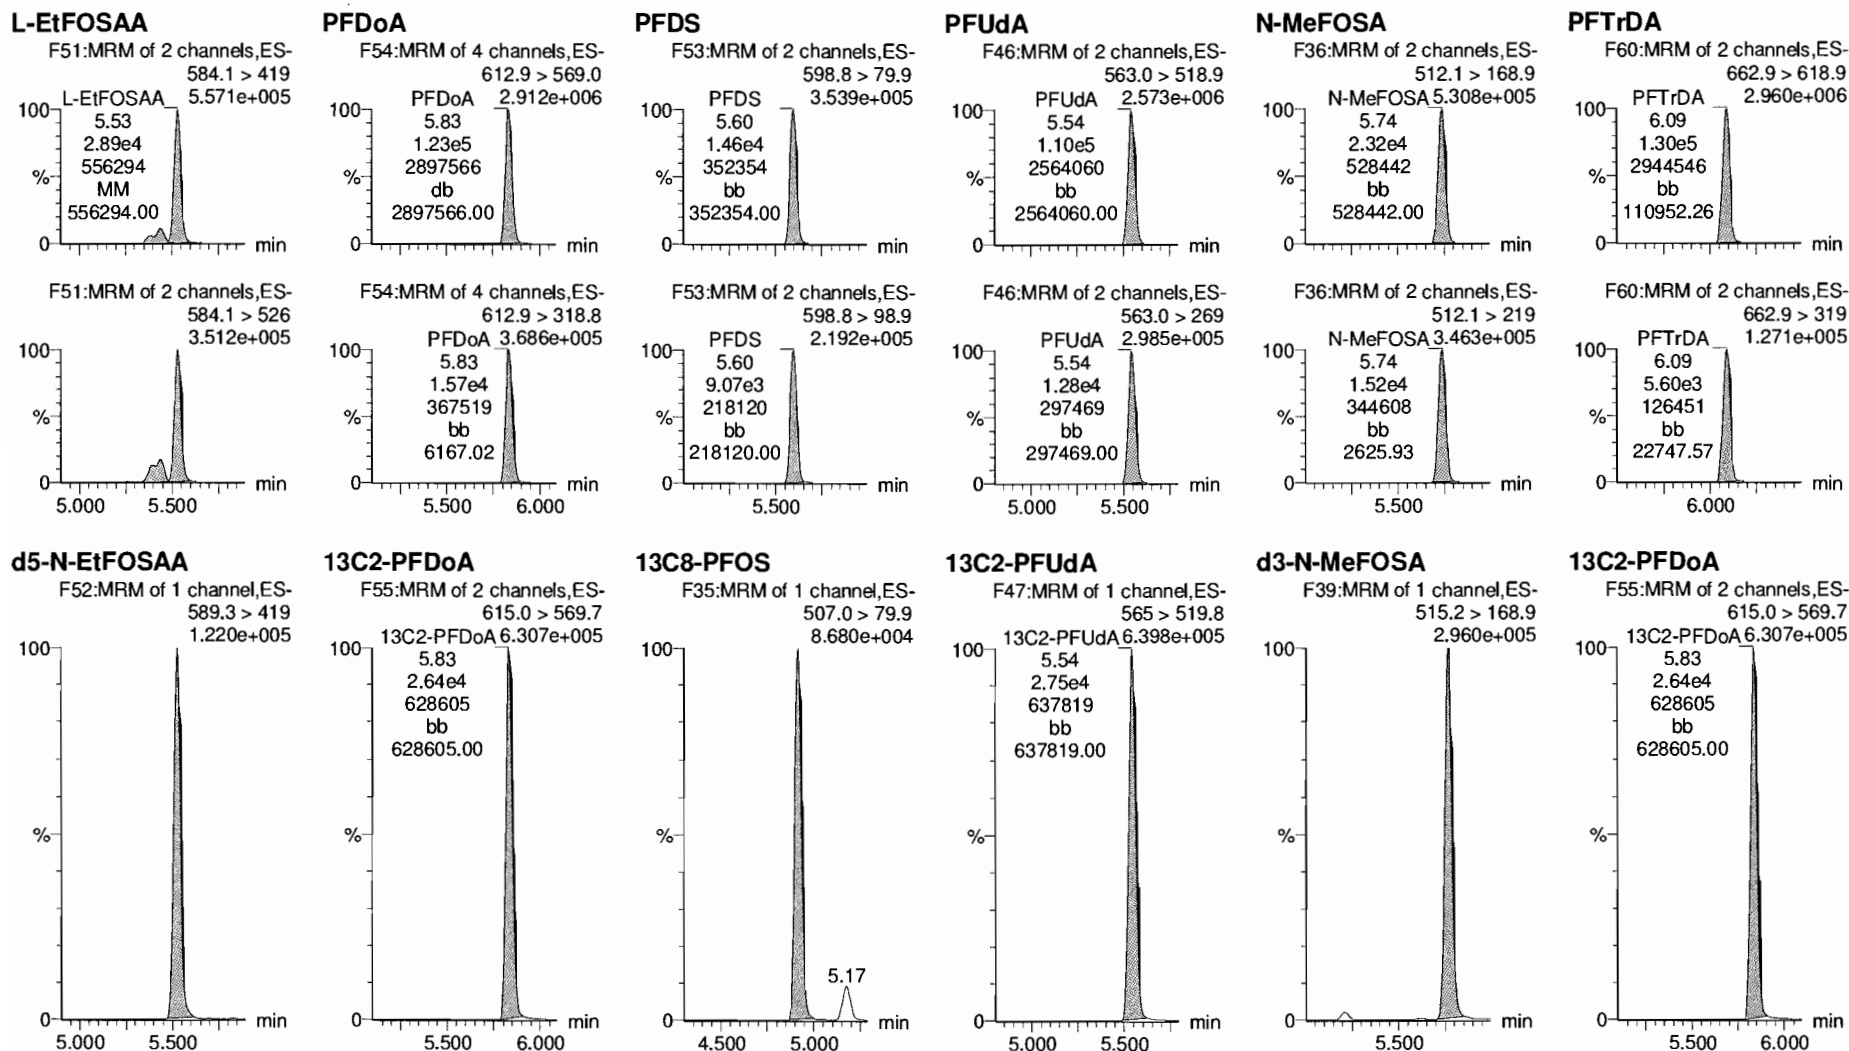 L-EtFOSAA
F51:MRM of 2 channels,ES-
584.1 > 419
5.571e+005
L-EtFOSAA
5.53
2.89e4
556294
MM
556294.00
100
%
0
min
F51:MRM of 2 channels,ES-
584.1 > 526
3.512e+005
100
%
0
min
5.000
5.500
PFDoA
F54:MRM of 4 channels,ES-
612.9 > 569.0
2.912e+006
PFDoA
5.83
1.23e5
2897566
db
2897566.00
100
%
0
min
F54:MRM of 4 channels,ES-
612.9 > 318.8
PFDoA 3.686e+005
5.83
1.57e4
367519
bb
6167.02
100
%
0
min
5.500
6.000
PFDS
F53:MRM of 2 channels,ES-
598.8 > 79.9
3.539e+005
PFDS
5.60
1.46e4
352354
bb
352354.00
100
%
0
min
F53:MRM of 2 channels,ES-
598.8 > 98.9
2.192e+005
PFDS
5.60
9.07e3
218120
bb
218120.00
100
%
0
min
5.500
PFUdA
F46:MRM of 2 channels,ES-
563.0 > 518.9
2.573e+006
PFUdA
5.54
1.10e5
2564060
bb
2564060.00
100
%
0
min
F46:MRM of 2 channels,ES-
563.0 > 269
2.985e+005
PFUdA
5.54
1.28e4
297469
bb
297469.00
100
%
0
min
5.000
5.500
N-MeFOSA
F36:MRM of 2 channels,ES-
512.1 > 168.9
N-MeFOSA 5.308e+005
5.74
2.32e4
528442
bb
528442.00
100
%
0
min
F36:MRM of 2 channels,ES-
512.1 > 219
N-MeFOSA 3.463e+005
5.74
1.52e4
344608
bb
2625.93
100
%
0
min
5.500
PFTrDA
F60:MRM of 2 channels,ES-
662.9 > 618.9
2.960e+006
PFTrDA
6.09
1.30e5
2944546
bb
110952.26
100
%
0
min
F60:MRM of 2 channels,ES-
662.9 > 319
1.271e+005
PFTrDA
6.09
5.60e3
126451
bb
22747.57
100
%
0
min
6.000
d5-N-EtFOSAA
F52:MRM of 1 channel,ES-
589.3 > 419
1.220e+005
100
%
0
min
5.000
5.500
13C2-PFDoA
F55:MRM of 2 channels,ES-
615.0 > 569.7
13C2-PFDoA 6.307e+005
5.83
2.64e4
628605
bb
628605.00
100
%
0
min
5.500
6.000
13C8-PFOS
F35:MRM of 1 channel,ES-
507.0 > 79.9
8.680e+004
100
%
5.17
0
min
4.500
5.000
13C2-PFUdA
F47:MRM of 1 channel,ES-
565 > 519.8
13C2-PFUdA 6.398e+005
5.54
2.75e4
637819
bb
637819.00
100
%
0
min
5.000
5.500
d3-N-MeFOSA
F39:MRM of 1 channel,ES-
515.2 > 168.9
2.960e+005
100
%
0
min
5.500
13C2-PFDoA
F55:MRM of 2 channels,ES-
615.0 > 569.7
13C2-PFDoA 6.307e+005
5.83
2.64e4
628605
bb
628605.00
100
%
0
min
5.500
6.000